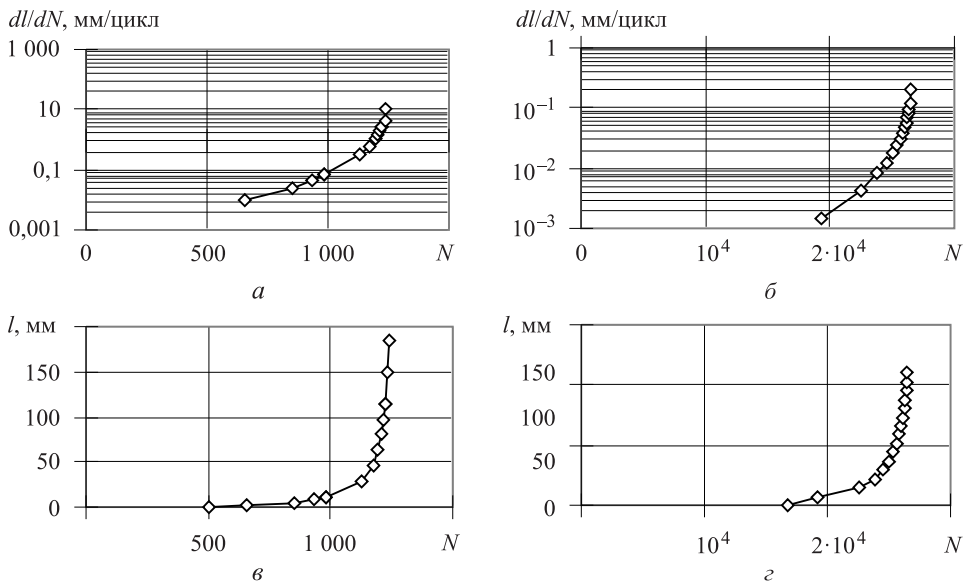 dl/dN, мм/цикл
1 000
10
0,1
0,001
0 500 1 000 N
а
dl/dN, мм/цикл
1
10⁻¹
10⁻²
10⁻³
0 10⁴ 2·10⁴ N
б
l, мм
150
100
50
0
500 1 000 N
в
l, мм
150
100
50
0
10⁴ 2·10⁴ N
г